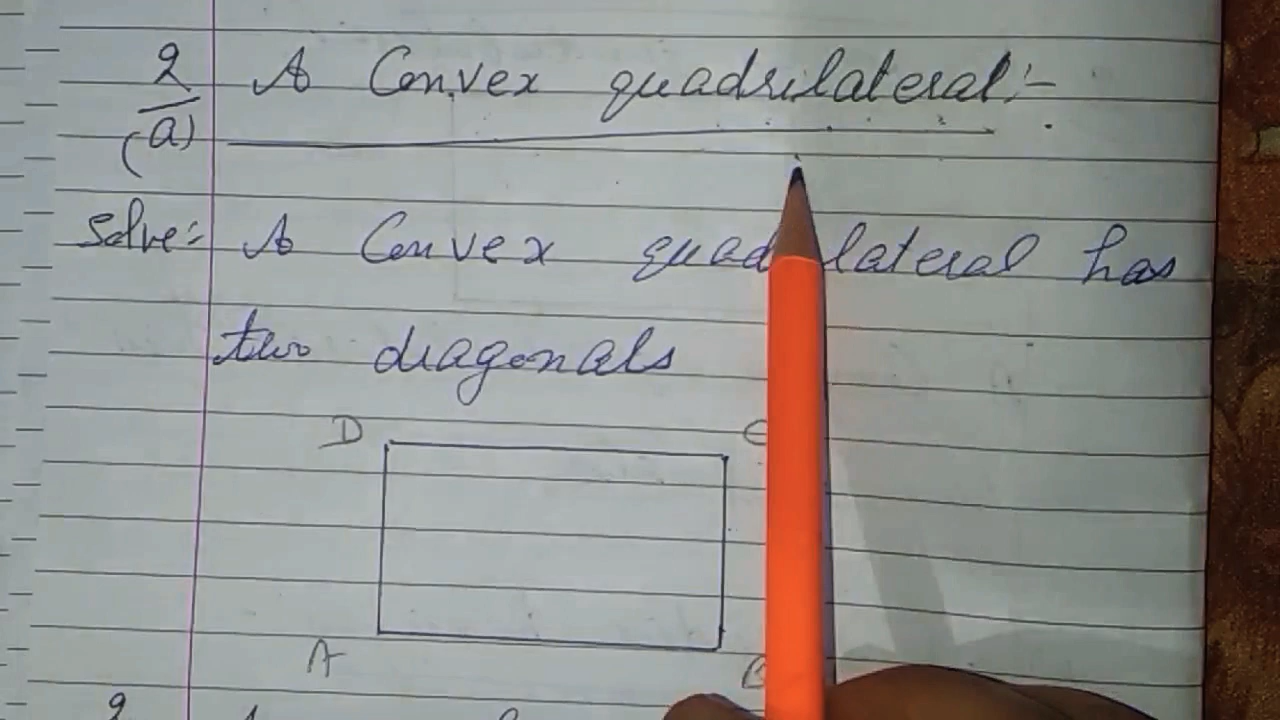 2 A Convex quadrilateral:-
(a)
Solve:- A Convex quadrilateral has
two diagonals
D C
A